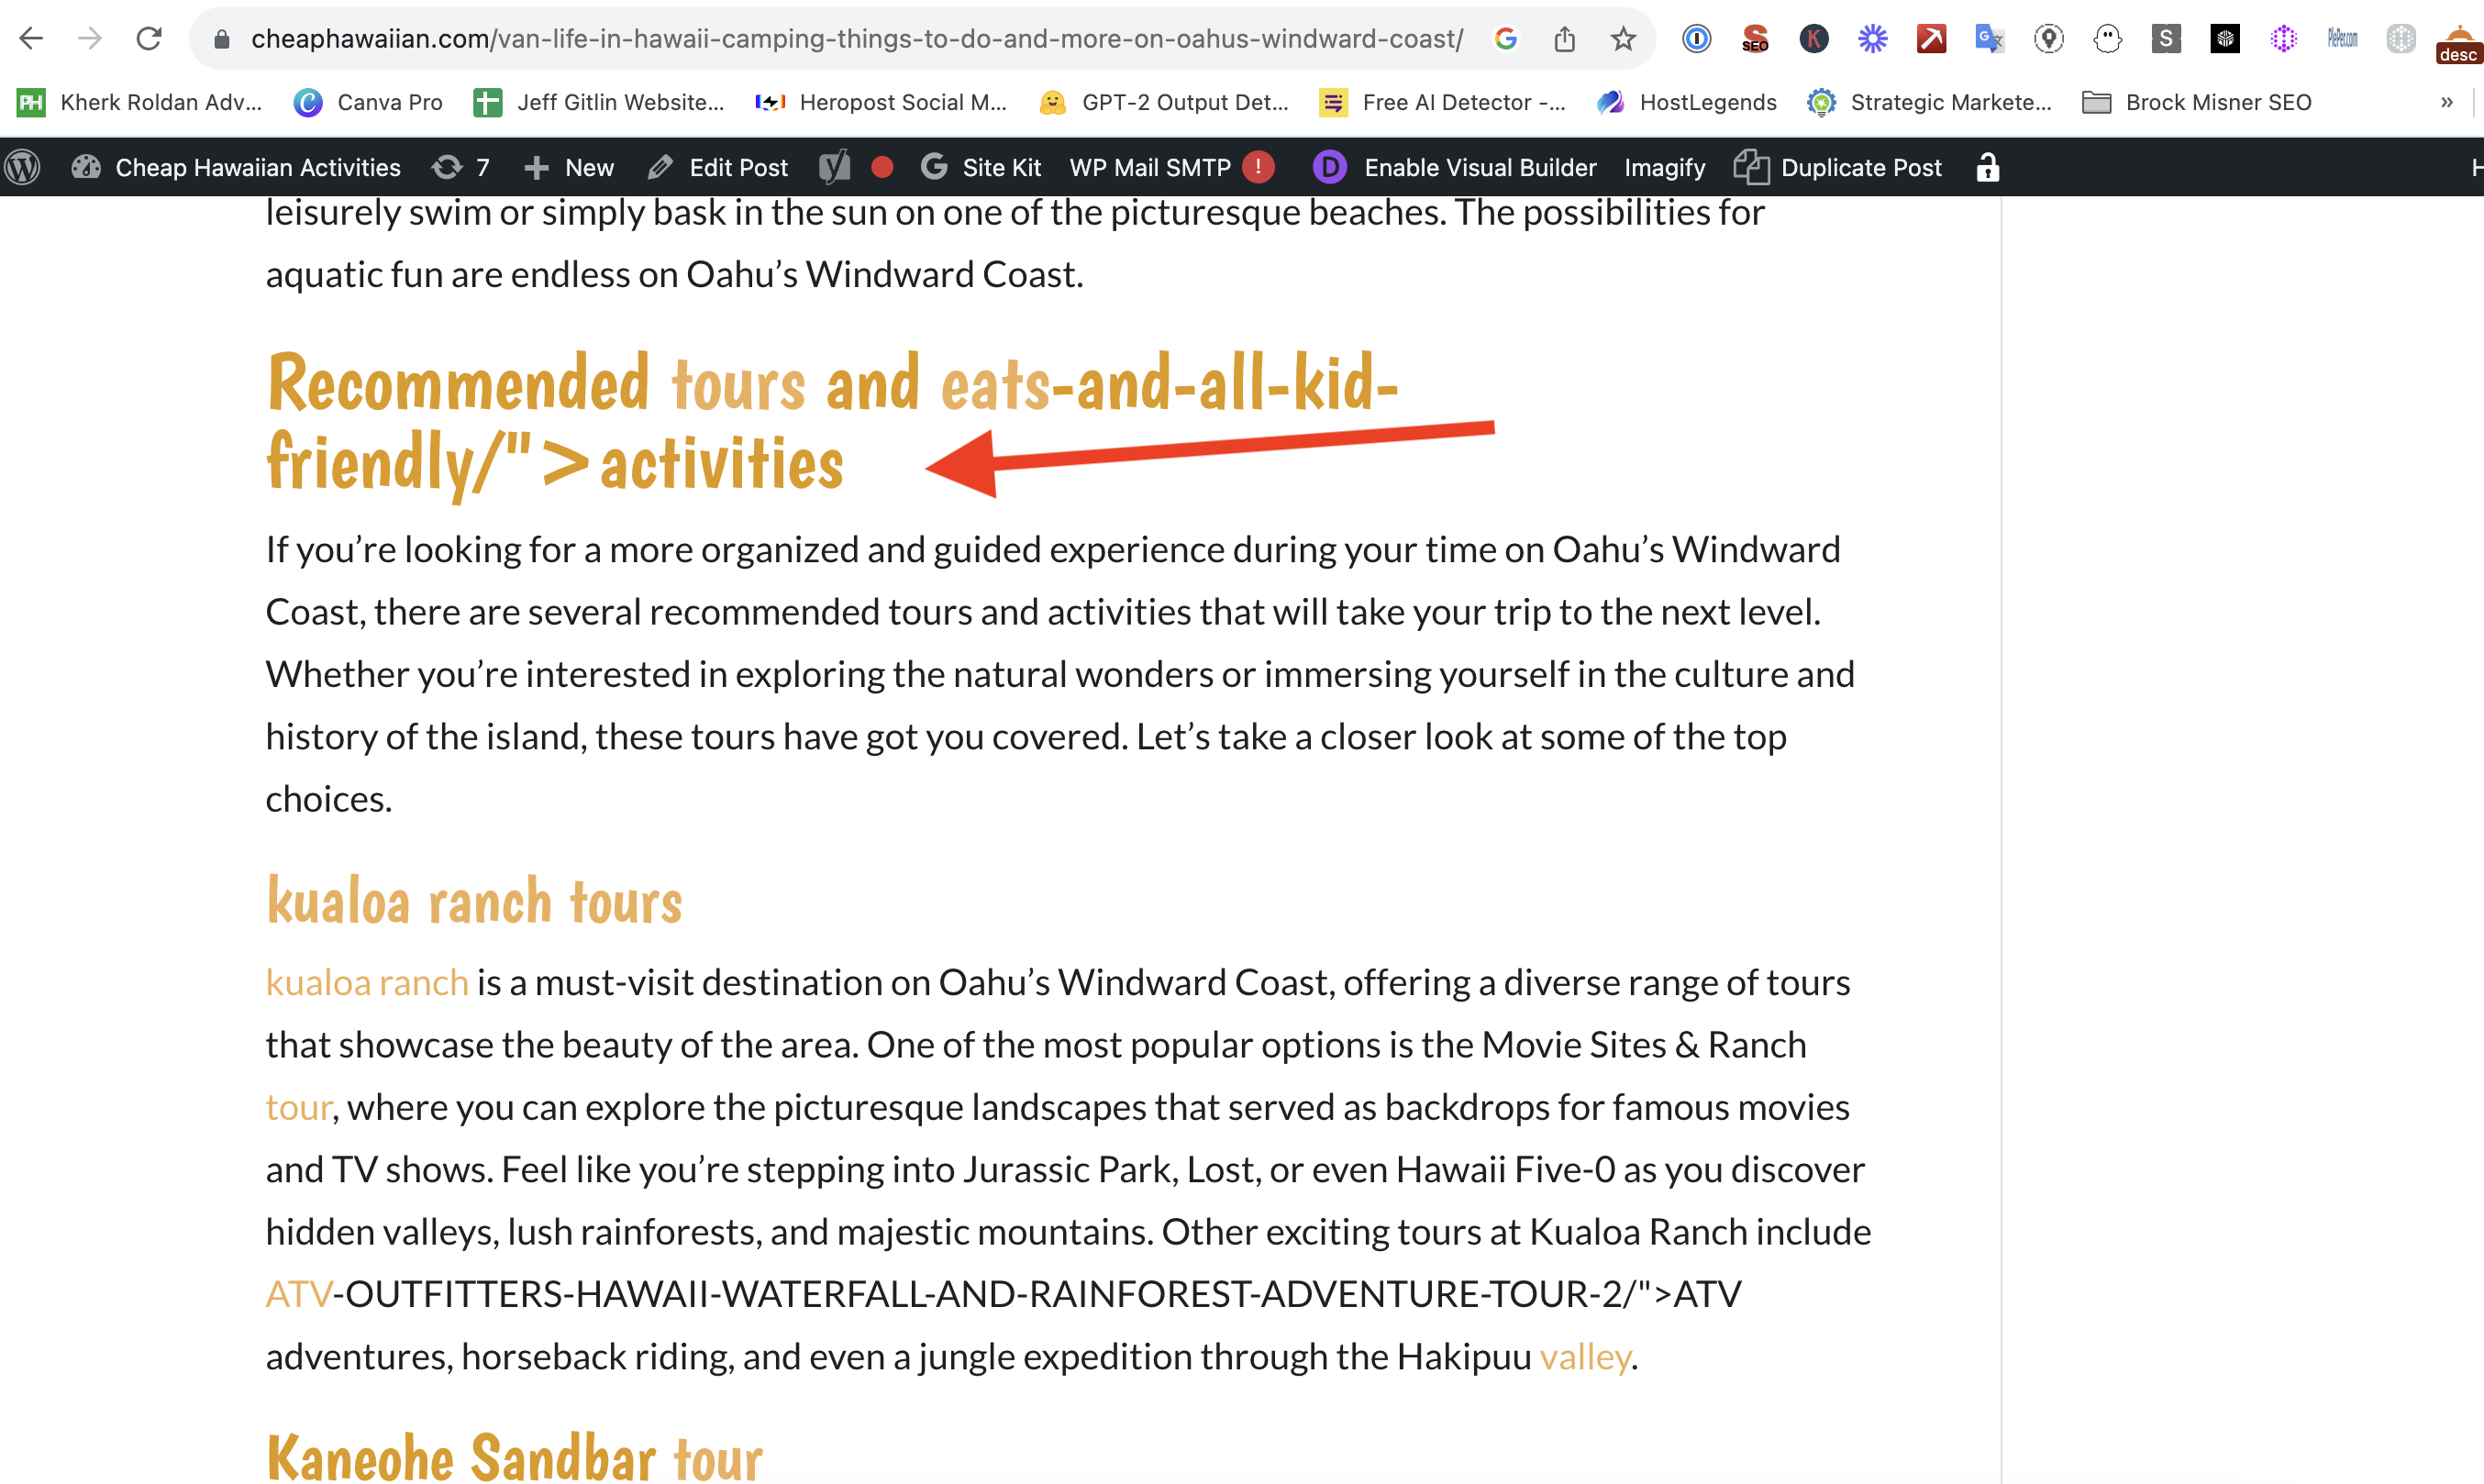 cheaphawaiian.com/van-life-in-hawaii-camping-things-to-do-and-more-on-oahus-windward-coast/
SEO K S PlePer.com desc
PH Kherk Roldan Adv... Canva Pro Jeff Gitlin Website... Heropost Social M... GPT-2 Output Det... Free AI Detector -... HostLegends Strategic Markete... Brock Misner SEO »
Cheap Hawaiian Activities 7 New Edit Post Site Kit WP Mail SMTP ! D Enable Visual Builder Imagify Duplicate Post H
leisurely swim or simply bask in the sun on one of the picturesque beaches. The possibilities for
aquatic fun are endless on Oahu’s Windward Coast.
Recommended tours and eats-and-all-kid-
friendly/">activities
If you’re looking for a more organized and guided experience during your time on Oahu’s Windward
Coast, there are several recommended tours and activities that will take your trip to the next level.
Whether you’re interested in exploring the natural wonders or immersing yourself in the culture and
history of the island, these tours have got you covered. Let’s take a closer look at some of the top
choices.
kualoa ranch tours
kualoa ranch is a must-visit destination on Oahu’s Windward Coast, offering a diverse range of tours
that showcase the beauty of the area. One of the most popular options is the Movie Sites & Ranch
tour, where you can explore the picturesque landscapes that served as backdrops for famous movies
and TV shows. Feel like you’re stepping into Jurassic Park, Lost, or even Hawaii Five-0 as you discover
hidden valleys, lush rainforests, and majestic mountains. Other exciting tours at Kualoa Ranch include
ATV-OUTFITTERS-HAWAII-WATERFALL-AND-RAINFOREST-ADVENTURE-TOUR-2/">ATV
adventures, horseback riding, and even a jungle expedition through the Hakipuu valley.
Kaneohe Sandbar tour